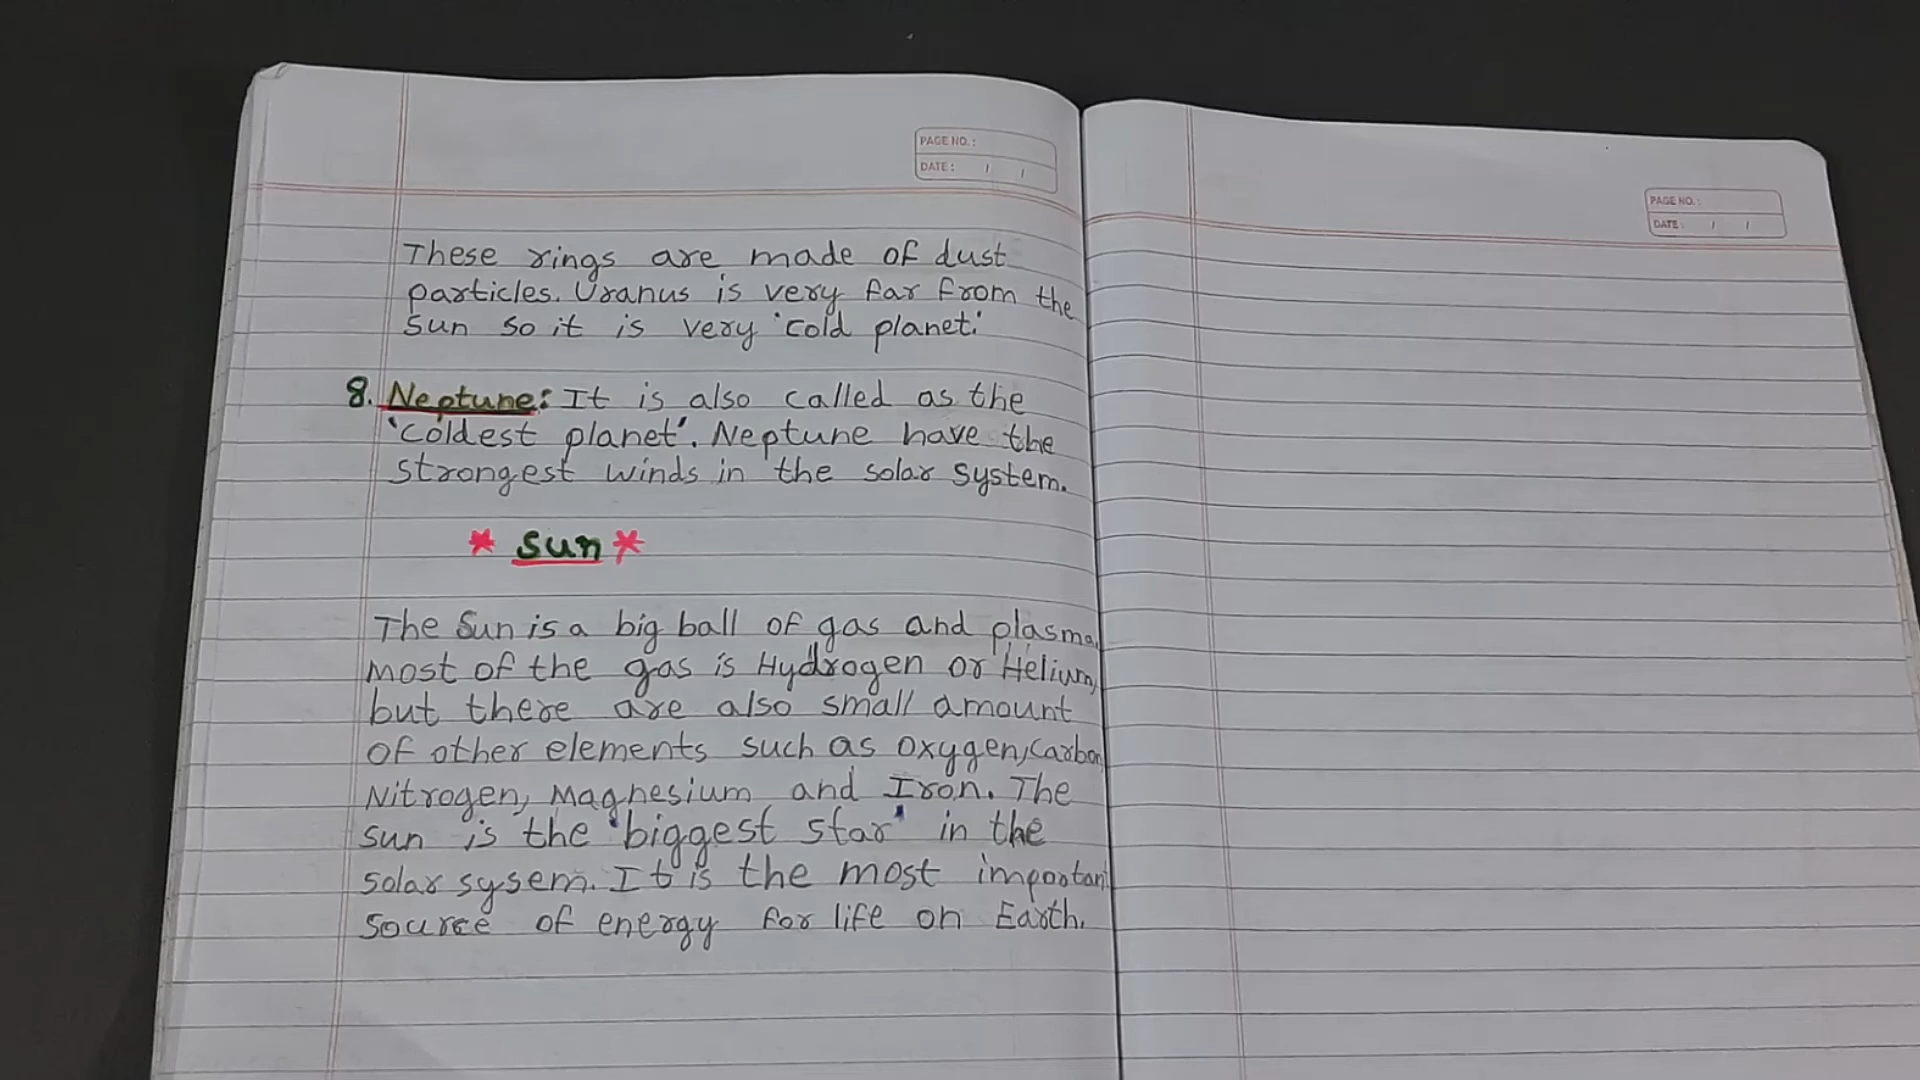 PAGE NO.:
DATE: / /
These rings are made of dust
particles. Uranus is very far from the
Sun so it is very 'cold planet.'
8. Neptune: It is also called as the
'coldest planet'. Neptune have the
strongest winds in the solar system.
* Sun *
The Sun is a big ball of gas and plasma.
most of the gas is Hydrogen or Helium,
but there are also small amount
of other elements such as oxygen, carbon
Nitrogen, Magnesium and Iron. The
sun is the 'biggest star' in the
solar sysem. It is the most important
source of energy for life on Earth.
PAGE NO.:
DATE: / /